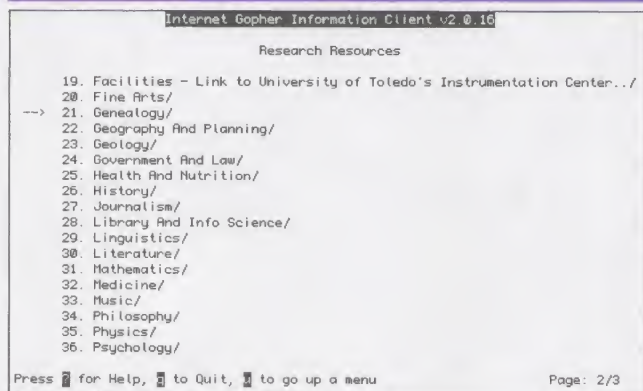 Internet Gopher Information Client v2.0.16
Research Resources
19. Facilities - Link to University of Toledo's Instrumentation Center../
20. Fine Arts/
--> 21. Genealogy/
22. Geography And Planning/
23. Geology/
24. Government And Law/
25. Health And Nutrition/
26. History/
27. Journalism/
28. Library And Info Science/
29. Linguistics/
30. Literature/
31. Mathematics/
32. Medicine/
33. Music/
34. Philosophy/
35. Physics/
36. Psychology/
Press ? for Help, q to Quit, u to go up a menu Page: 2/3